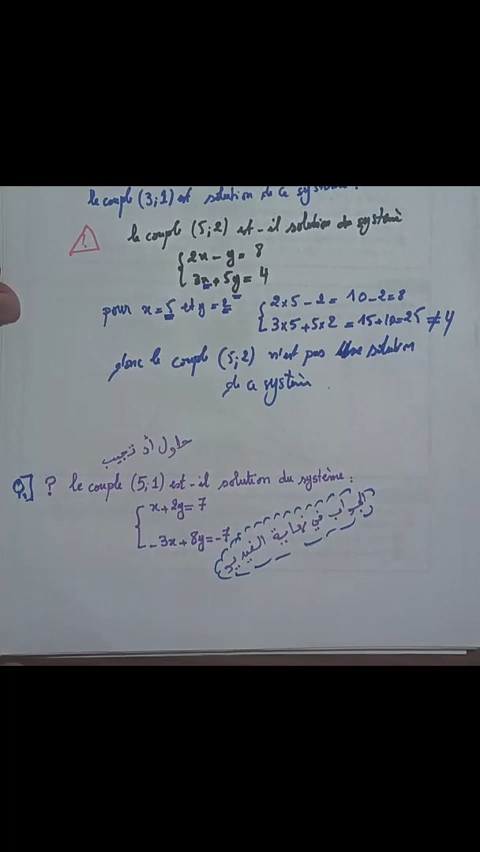 le couple (3;1) est solution de ce système.
!
le couple (5;2) est-il solution du système
2x - y = 8
3x + 5y = 4
pour x = 5 et y = 2
2×5 - 2 = 10 - 2 = 8
3×5 + 5×2 = 15 + 10 = 25 ≠ 4
donc le couple (5;2) n'est pas une solution
de ce système.
حاول أن تجيب
Q1] ? le couple (5;1) est-il solution du système :
x + 2y = 7
-3x + 8y = -7
الجواب في نهاية الفيديو